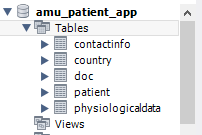 amu_patient_app
Tables
contactinfo
country
doc
patient
physiologicaldata
Views